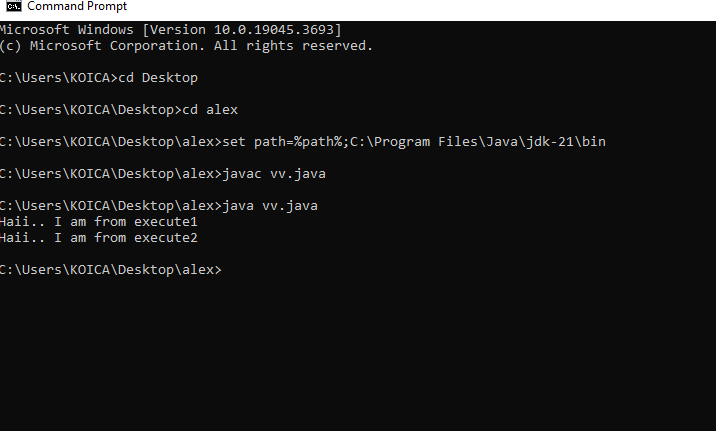 Command Prompt
Microsoft Windows [Version 10.0.19045.3693]
(c) Microsoft Corporation. All rights reserved.
C:\Users\KOICA>cd Desktop
C:\Users\KOICA\Desktop>cd alex
C:\Users\KOICA\Desktop\alex>set path=%path%;C:\Program Files\Java\jdk-21\bin
C:\Users\KOICA\Desktop\alex>javac vv.java
C:\Users\KOICA\Desktop\alex>java vv.java
Haii.. I am from execute1
Haii.. I am from execute2
C:\Users\KOICA\Desktop\alex>